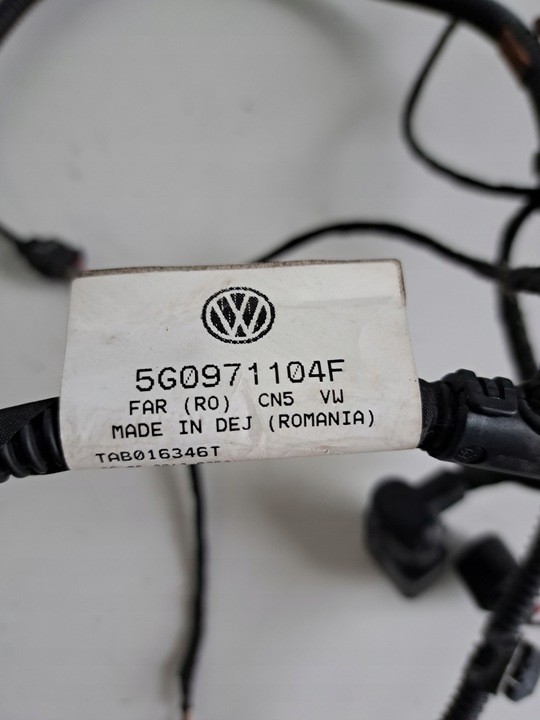 5G0971104F
FAR (RO) CN5 VW
MADE IN DEJ (ROMANIA)
TAB016346T